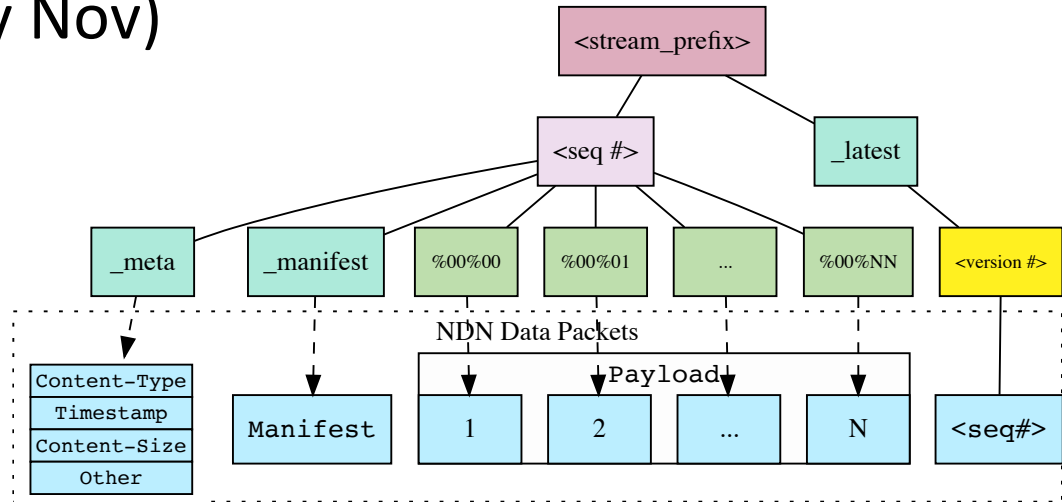 y Nov)
<stream_prefix>
<seq #>
_latest
_meta
_manifest
%00%00
%00%01
...
%00%NN
<version #>
NDN Data Packets
Content-Type
Timestamp
Content-Size
Other
Manifest
Payload
1
2
...
N
<seq#>